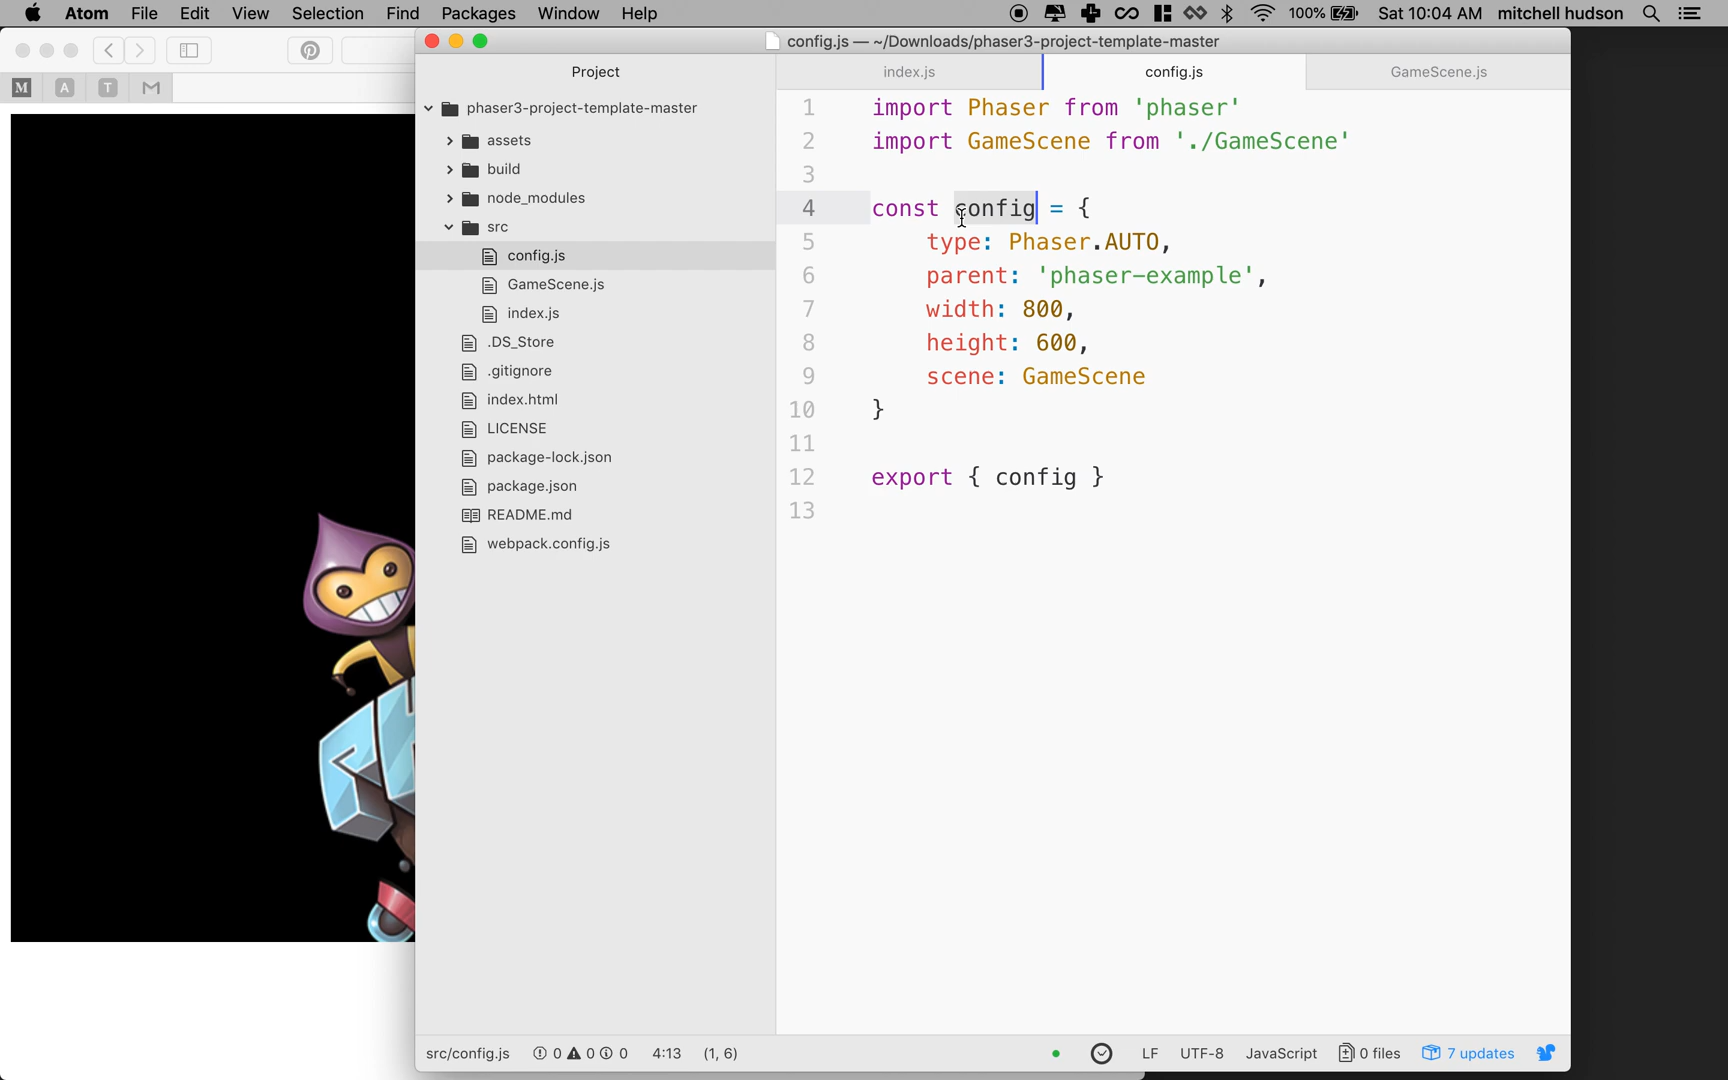 Atom File Edit View Selection Find Packages Window Help 100% Sat 10:04 AM mitchell hudson
config.js — ~/Downloads/phaser3-project-template-master
M A T M
Project
phaser3-project-template-master
assets
build
node_modules
src
config.js
GameScene.js
index.js
.DS_Store
.gitignore
index.html
LICENSE
package-lock.json
package.json
README.md
webpack.config.js
index.js config.js GameScene.js
1 import Phaser from 'phaser'
2 import GameScene from './GameScene'
3
4 const config = {
5 type: Phaser.AUTO,
6 parent: 'phaser-example',
7 width: 800,
8 height: 600,
9 scene: GameScene
10 }
11
12 export { config }
13
src/config.js 0 0 0 4:13 (1, 6) LF UTF-8 JavaScript 0 files 7 updates